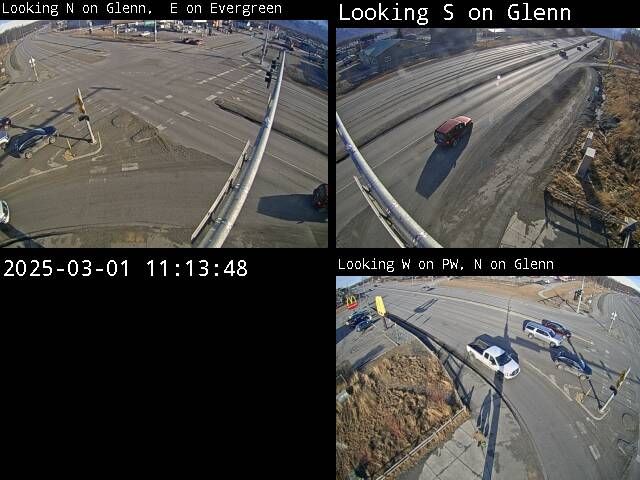 Looking N on Glenn, E on Evergreen
Looking S on Glenn
2025-03-01 11:13:48
Looking W on PW, N on Glenn